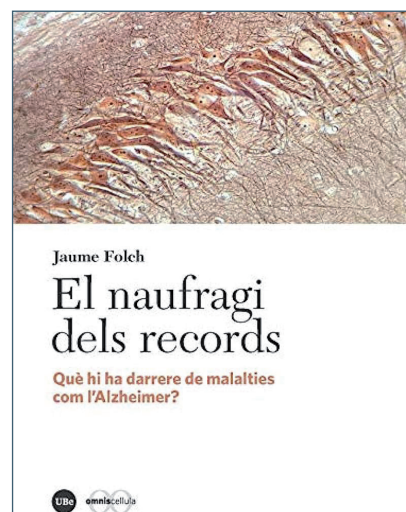 Jaume Folch
El naufragi
dels records
Què hi ha darrere de malalties
com l'Alzheimer?
UBe omniscellula